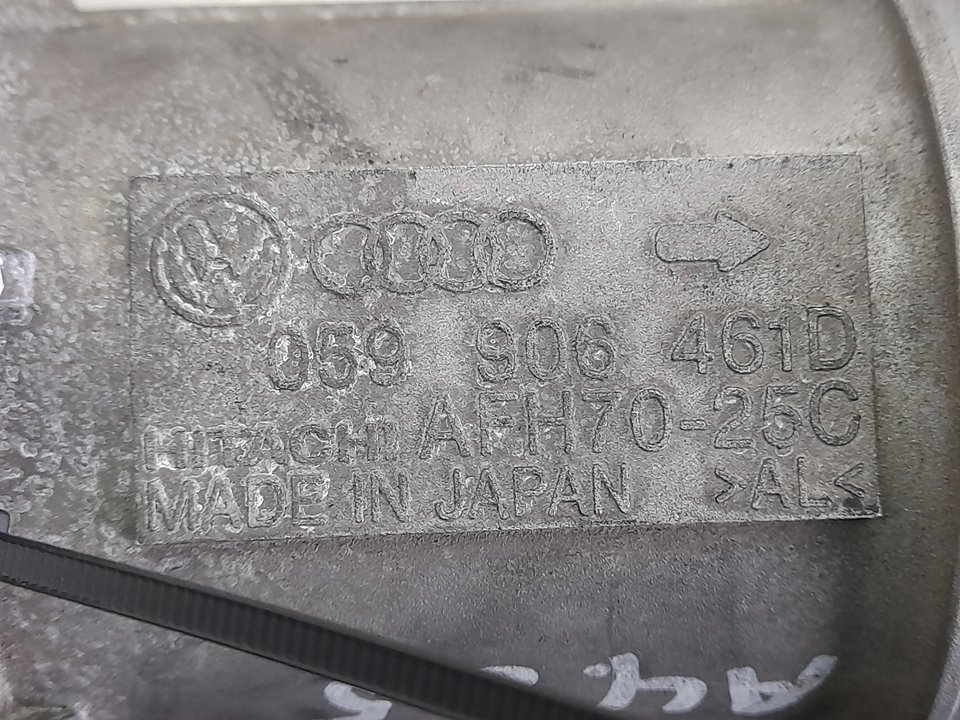 059 906 461D
HITACHI AFH70-25C
MADE IN JAPAN >AL<